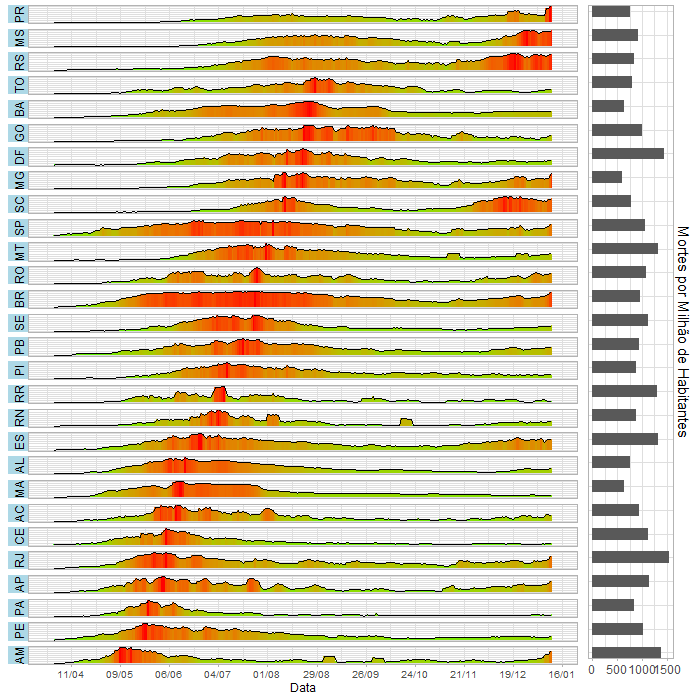 PR
MS
RS
TO
BA
GO
DF
MG
SC
SP
MT
RO
BR
SE
PB
PI
RR
RN
ES
AL
MA
AC
CE
RJ
AP
PA
PE
AM
11/04 09/05 06/06 04/07 01/08 29/08 26/09 24/10 21/11 19/12 16/01
Data
0 500 1000 1500
Mortes por Milhão de Habitantes